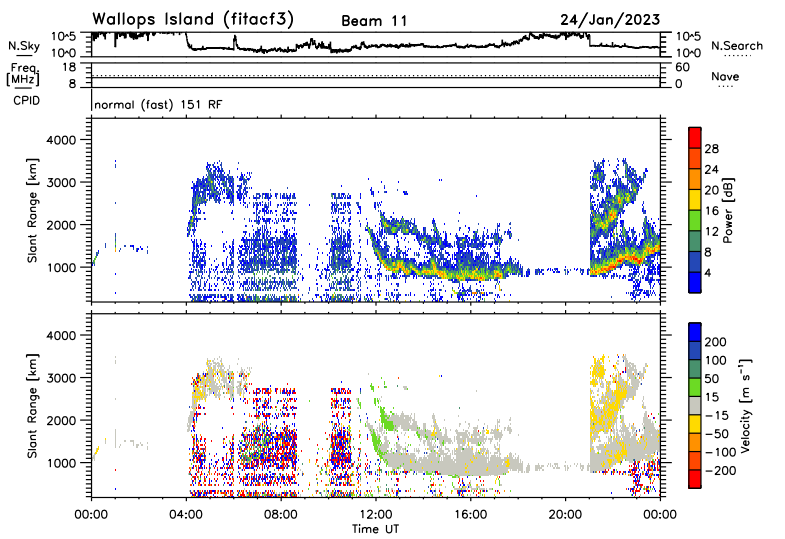 Wallops Island (fitacf3) Beam 11 24/Jan/2023
N.Sky 10^5 10^0 10^5 10^0 N.Search
Freq. [MHz] 18 8 60 0 Nave
CPID normal (fast) 151 RF
Slant Range [km] 4000 3000 2000 1000
Power [dB] 28 24 20 16 12 8 4
Slant Range [km] 4000 3000 2000 1000
Velocity [m s^-1] 200 100 50 15 -15 -50 -100 -200
00:00 04:00 08:00 12:00 16:00 20:00 00:00
Time UT